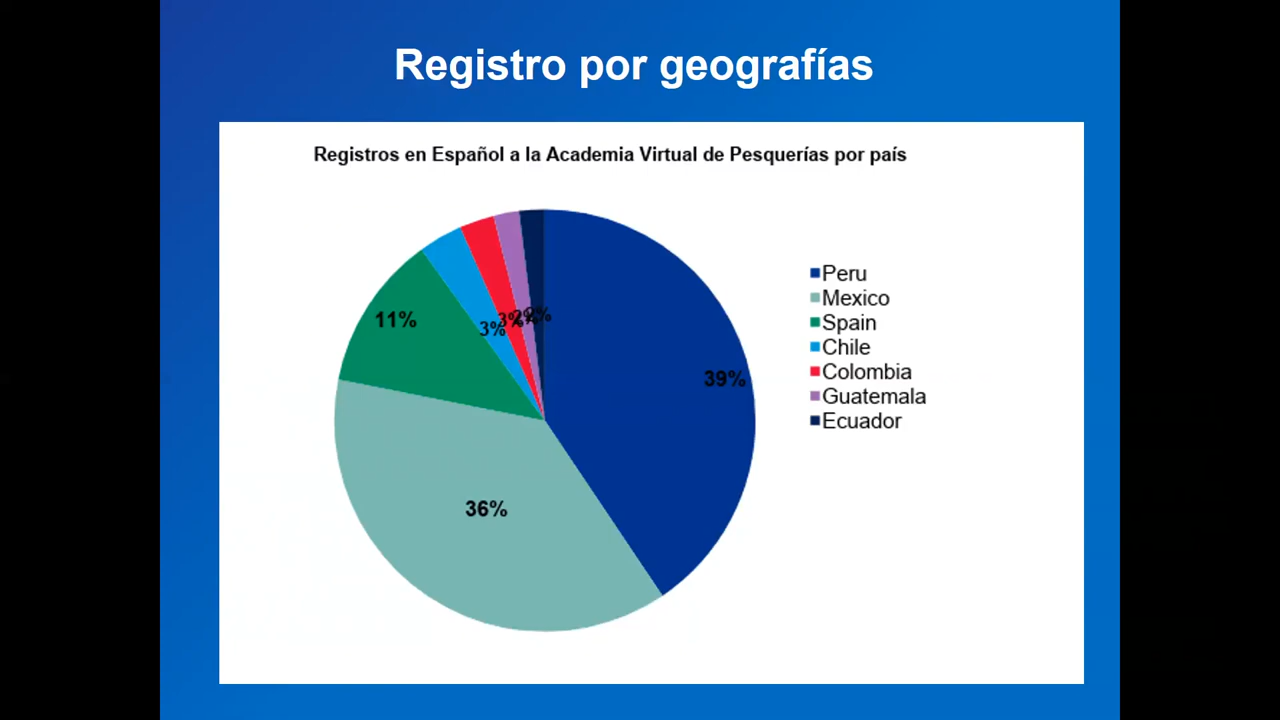 Registro por geografías
Registros en Español a la Academia Virtual de Pesquerías por país
39%
36%
11%
3%
3%
2%
2%
Peru
Mexico
Spain
Chile
Colombia
Guatemala
Ecuador